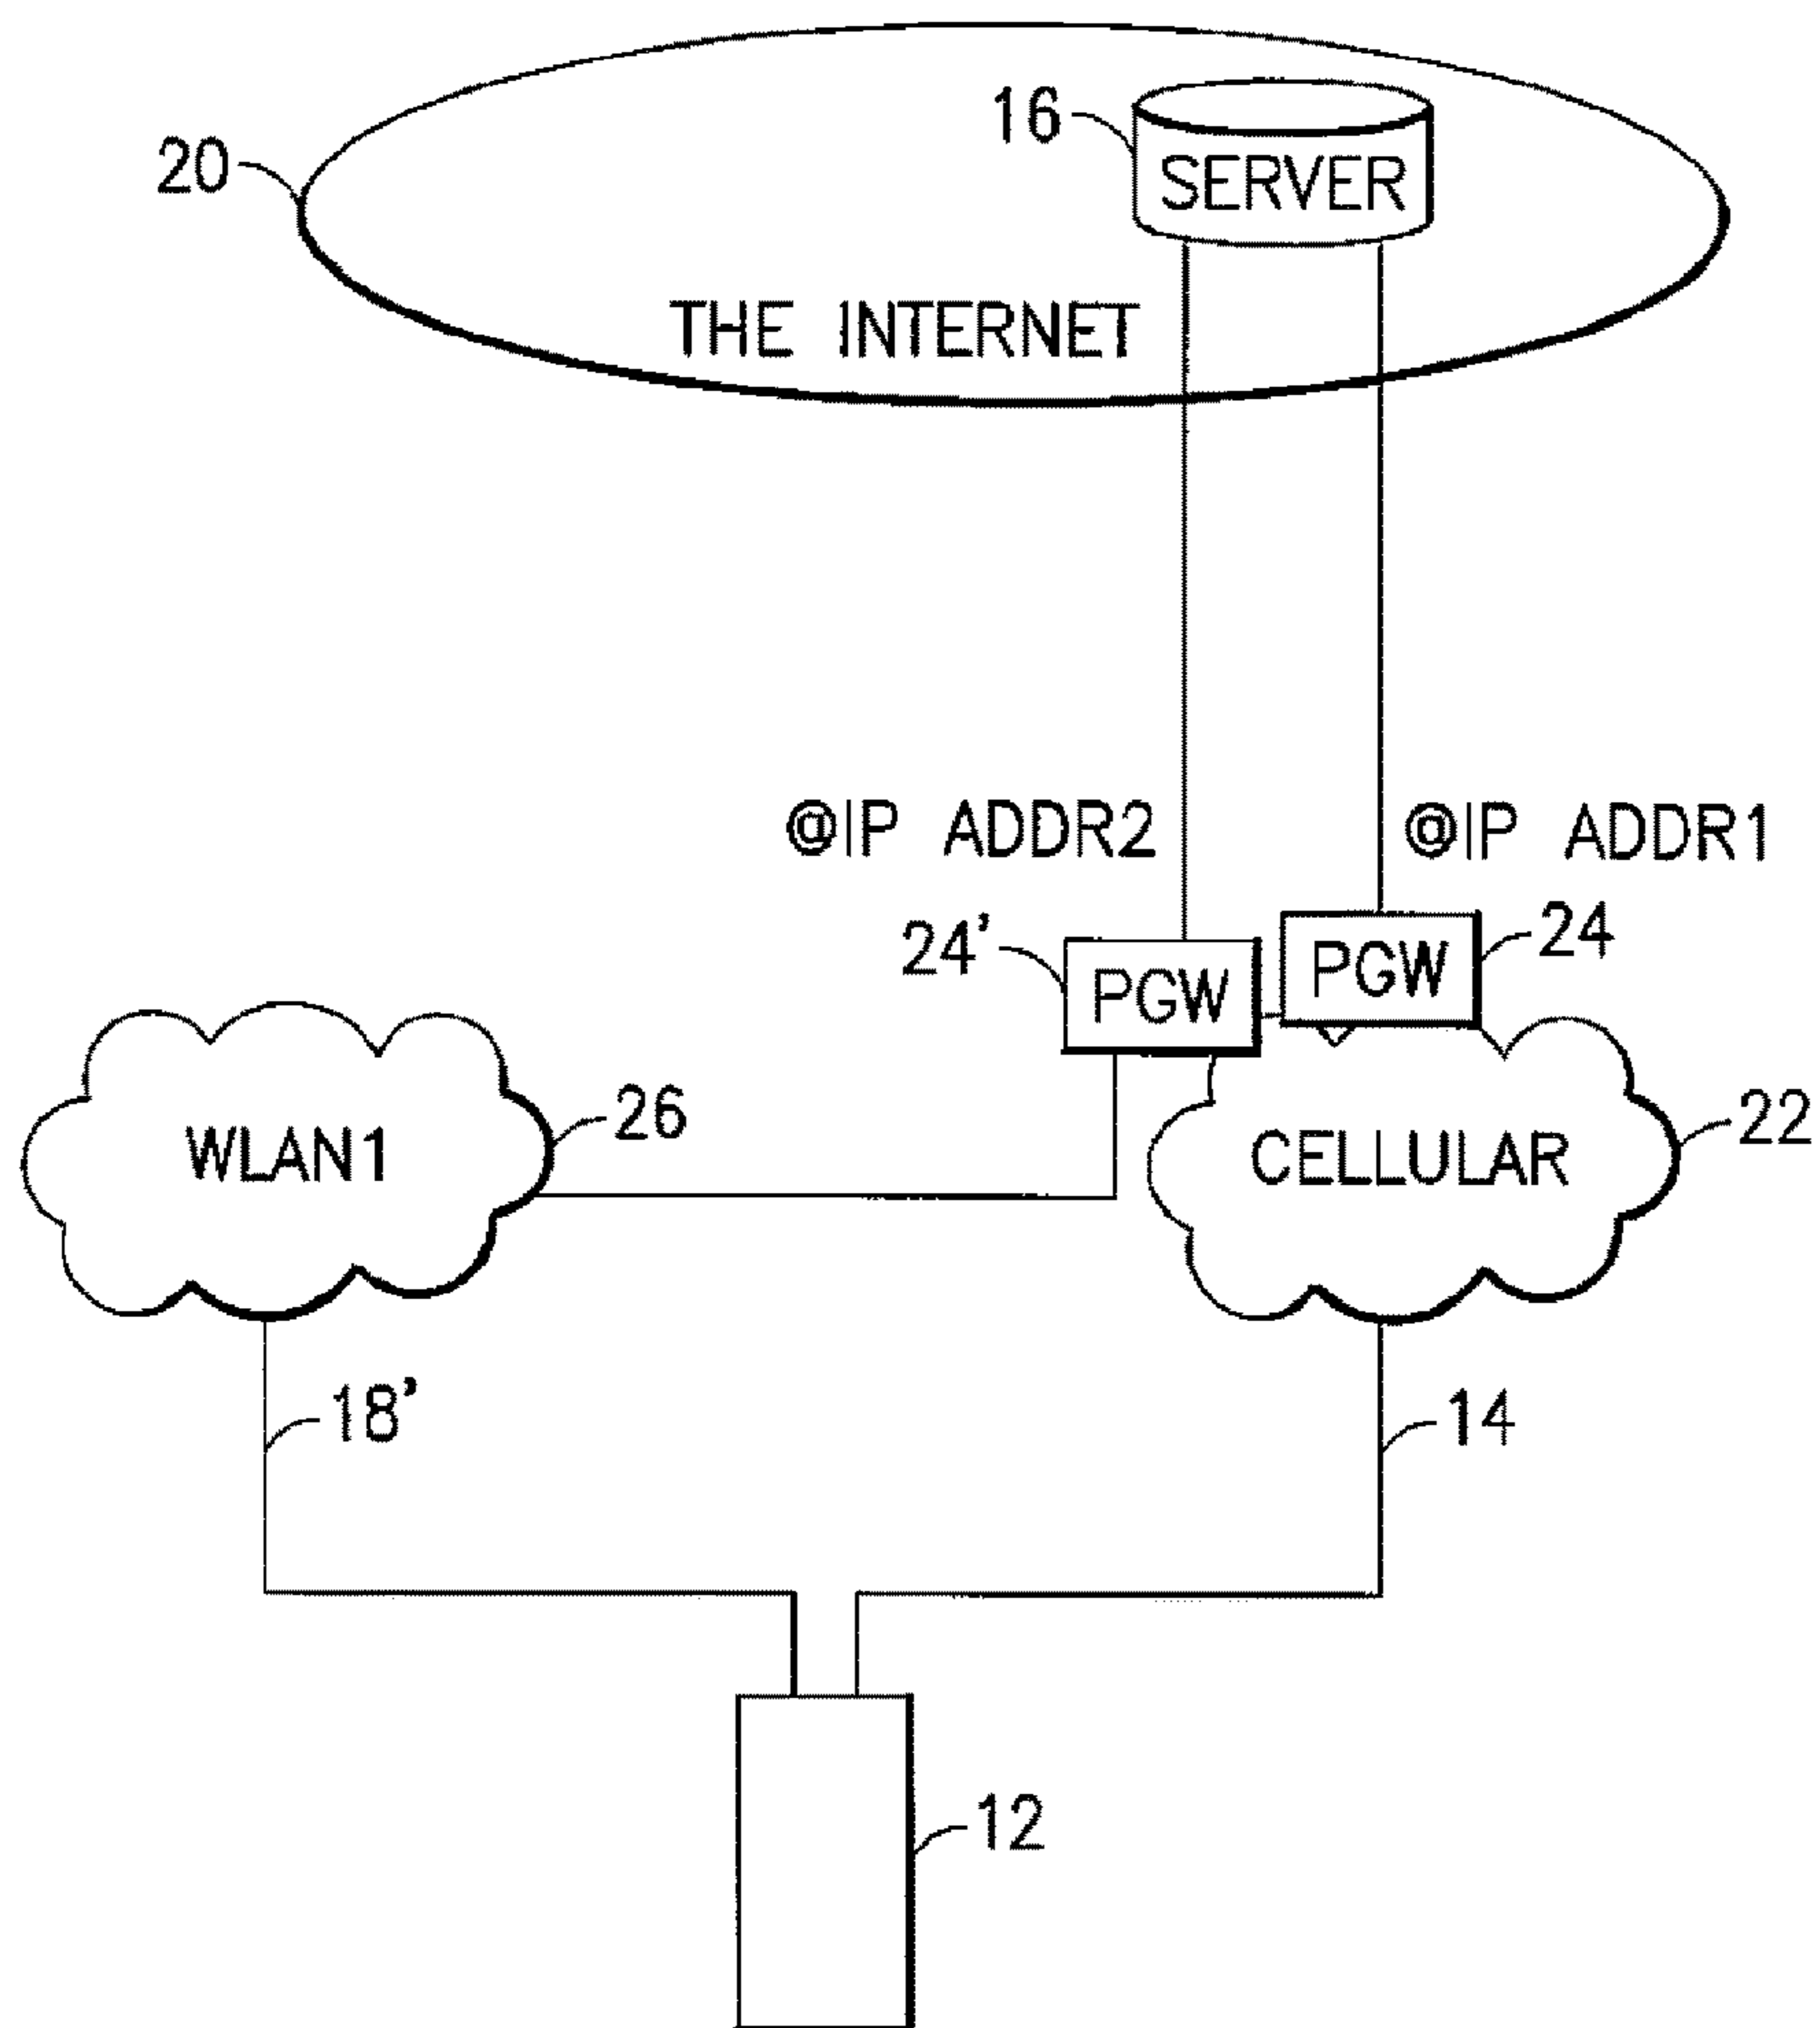 16
20
SERVER
THE INTERNET
@IP ADDR2
@IP ADDR1
24'
24
PGW
PGW
26
22
WLAN1
CELLULAR
18'
14
12